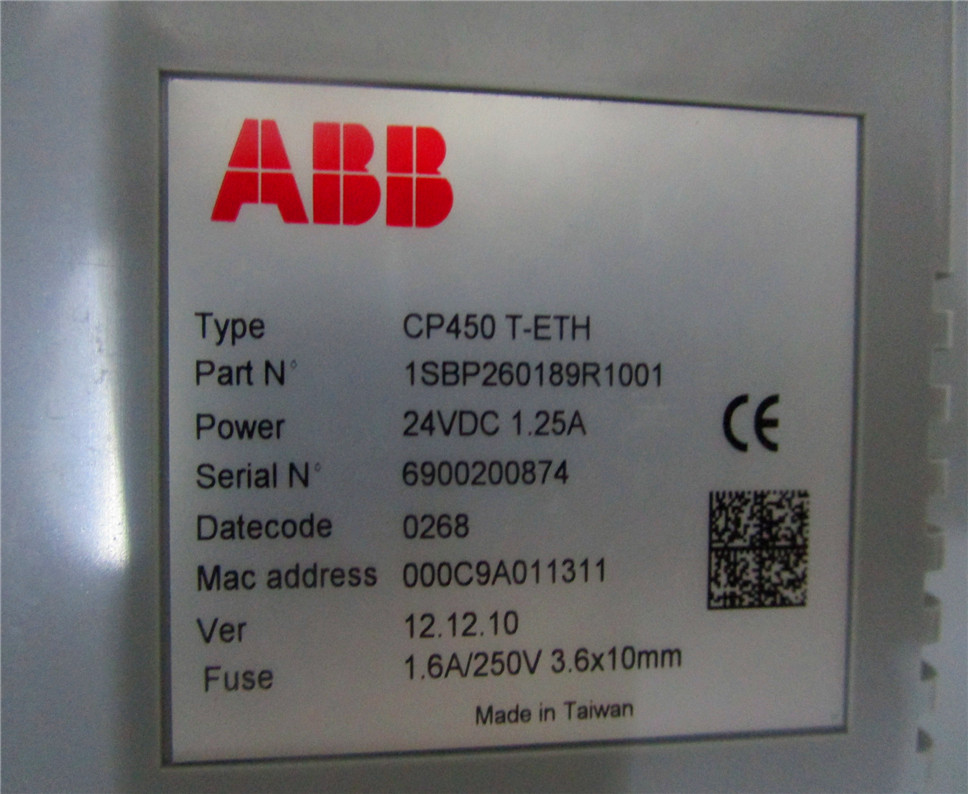 ABB
Type CP450 T-ETH
Part N° 1SBP260189R1001
Power 24VDC 1.25A
Serial N° 6900200874
Datecode 0268
Mac address 000C9A011311
Ver 12.12.10
Fuse 1.6A/250V 3.6x10mm
CE
Made in Taiwan